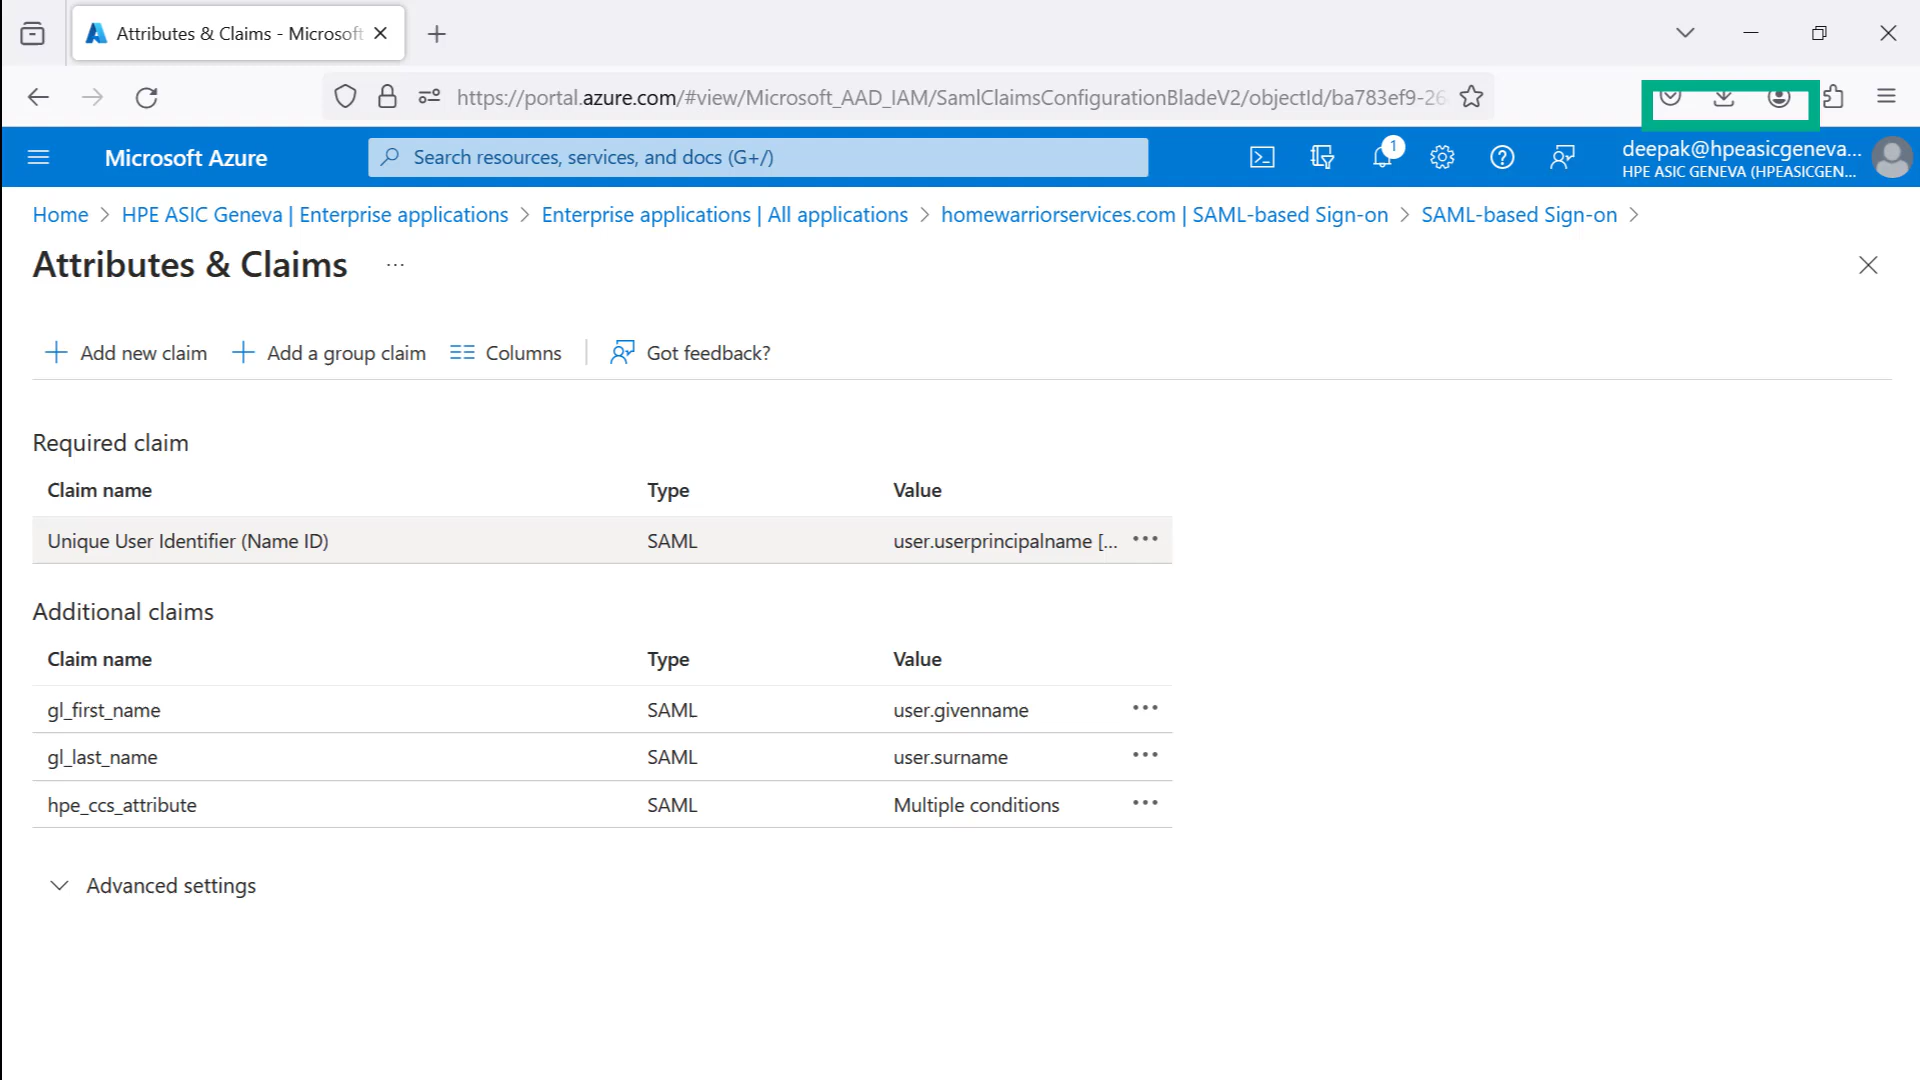 Attributes & Claims - Microsoft
https://portal.azure.com/#view/Microsoft_AAD_IAM/SamlClaimsConfigurationBladeV2/objectId/ba783ef9-26
Microsoft Azure
Search resources, services, and docs (G+/)
1
deepak@hpeasicgeneva...
HPE ASIC GENEVA (HPEASICGEN...
Home > HPE ASIC Geneva | Enterprise applications > Enterprise applications | All applications > homewarriorservices.com | SAML-based Sign-on > SAML-based Sign-on >
Attributes & Claims ...
Add new claim Add a group claim Columns Got feedback?
Required claim
Claim name Type Value
Unique User Identifier (Name ID) SAML user.userprincipalname [... ...
Additional claims
Claim name Type Value
gl_first_name SAML user.givenname ...
gl_last_name SAML user.surname ...
hpe_ccs_attribute SAML Multiple conditions ...
Advanced settings